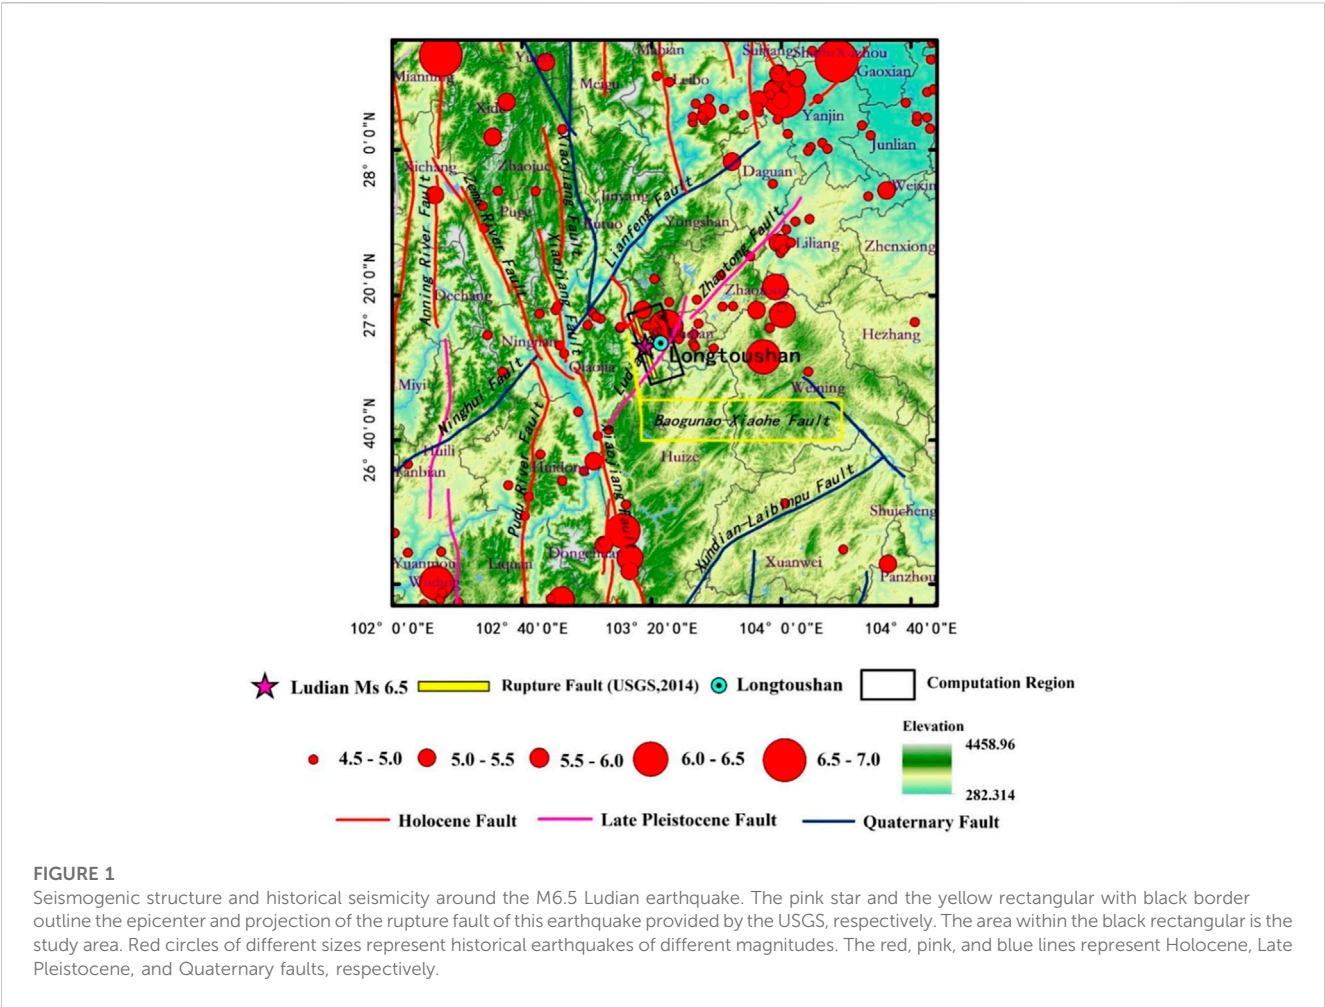 Mabian
Suijiang
Gaoxian
Meigu
Leibo
Yanjin
Junlian
Xichang
Zhaojue
Daguan
Weixin
Puge
Jinyang
Yongshan
Zhenxiong
Liliang
Dechang
Hezhang
Qiaojia
Miyi
Weining
Huili
Yanbian
Huidong
Huize
Shuicheng
Yuanmou
Dongchuan
Xuanwei
Panzhou
Anning River Fault
Zemu River Fault
Xiaojiang Fault
Xiaojiang Fault
Lianfeng Fault
Zhaotong Fault
Longtoushan
Ninghui Fault
Baogunao-Xiaohe Fault
Pudu River Fault
Xiaojiang Fault
Xundian-Laibinpu Fault
28° 0'0"N
27° 20'0"N
26° 40'0"N
102° 0'0"E 102° 40'0"E 103° 20'0"E 104° 0'0"E 104° 40'0"E
Ludian Ms 6.5 Rupture Fault (USGS,2014) Longtoushan Computation Region
4.5 - 5.0 5.0 - 5.5 5.5 - 6.0 6.0 - 6.5 6.5 - 7.0
Elevation
4458.96
282.314
Holocene Fault Late Pleistocene Fault Quaternary Fault
FIGURE 1
Seismogenic structure and historical seismicity around the M6.5 Ludian earthquake. The pink star and the yellow rectangular with black border
outline the epicenter and projection of the rupture fault of this earthquake provided by the USGS, respectively. The area within the black rectangular is the
study area. Red circles of different sizes represent historical earthquakes of different magnitudes. The red, pink, and blue lines represent Holocene, Late
Pleistocene, and Quaternary faults, respectively.